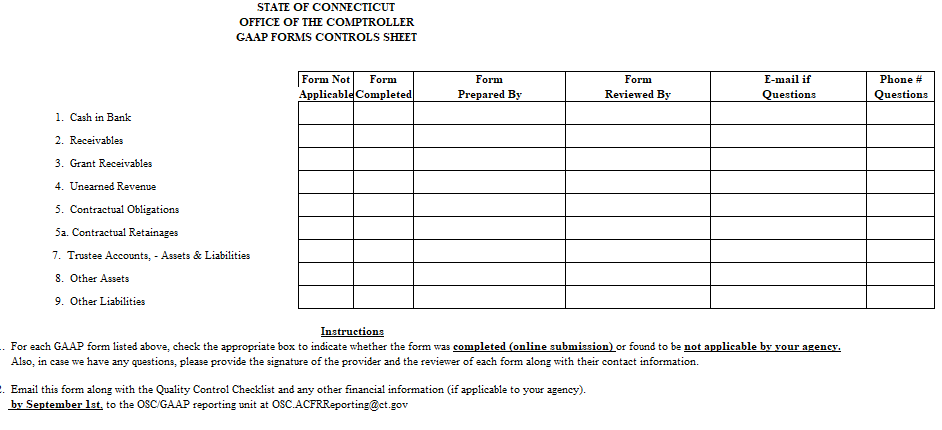 STATE OF CONNECTICUT
OFFICE OF THE COMPTROLLER
GAAP FORMS CONTROLS SHEET
Form Not Form Form Form E-mail if Phone #
Applicable Completed Prepared By Reviewed By Questions Questions
1. Cash in Bank
2. Receivables
3. Grant Receivables
4. Unearned Revenue
5. Contractual Obligations
5a. Contractual Retainages
7. Trustee Accounts, - Assets & Liabilities
8. Other Assets
9. Other Liabilities
Instructions
. For each GAAP form listed above, check the appropriate box to indicate whether the form was completed (online submission) or found to be not applicable by your agency.
Also, in case we have any questions, please provide the signature of the provider and the reviewer of each form along with their contact information.
. Email this form along with the Quality Control Checklist and any other financial information (if applicable to your agency).
by September 1st, to the OSC/GAAP reporting unit at OSC.ACFRReporting@ct.gov